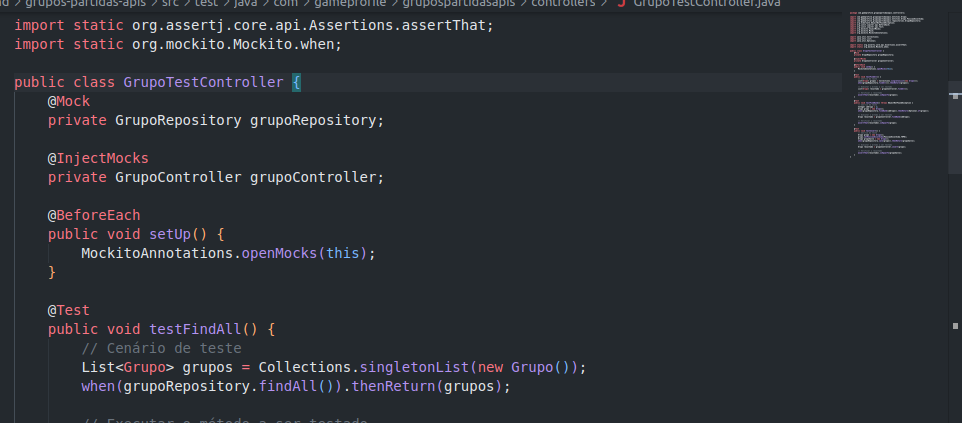 grupos-partidas-apis > src > test > java > com > gameprofile > grupospartidasapis > controllers > J GrupoTestController.java
import static org.assertj.core.api.Assertions.assertThat;
import static org.mockito.Mockito.when;
public class GrupoTestController {
@Mock
private GrupoRepository grupoRepository;
@InjectMocks
private GrupoController grupoController;
@BeforeEach
public void setUp() {
MockitoAnnotations.openMocks(this);
}
@Test
public void testFindAll() {
// Cenário de teste
List<Grupo> grupos = Collections.singletonList(new Grupo());
when(grupoRepository.findAll()).thenReturn(grupos);
// Executar o método a ser testado